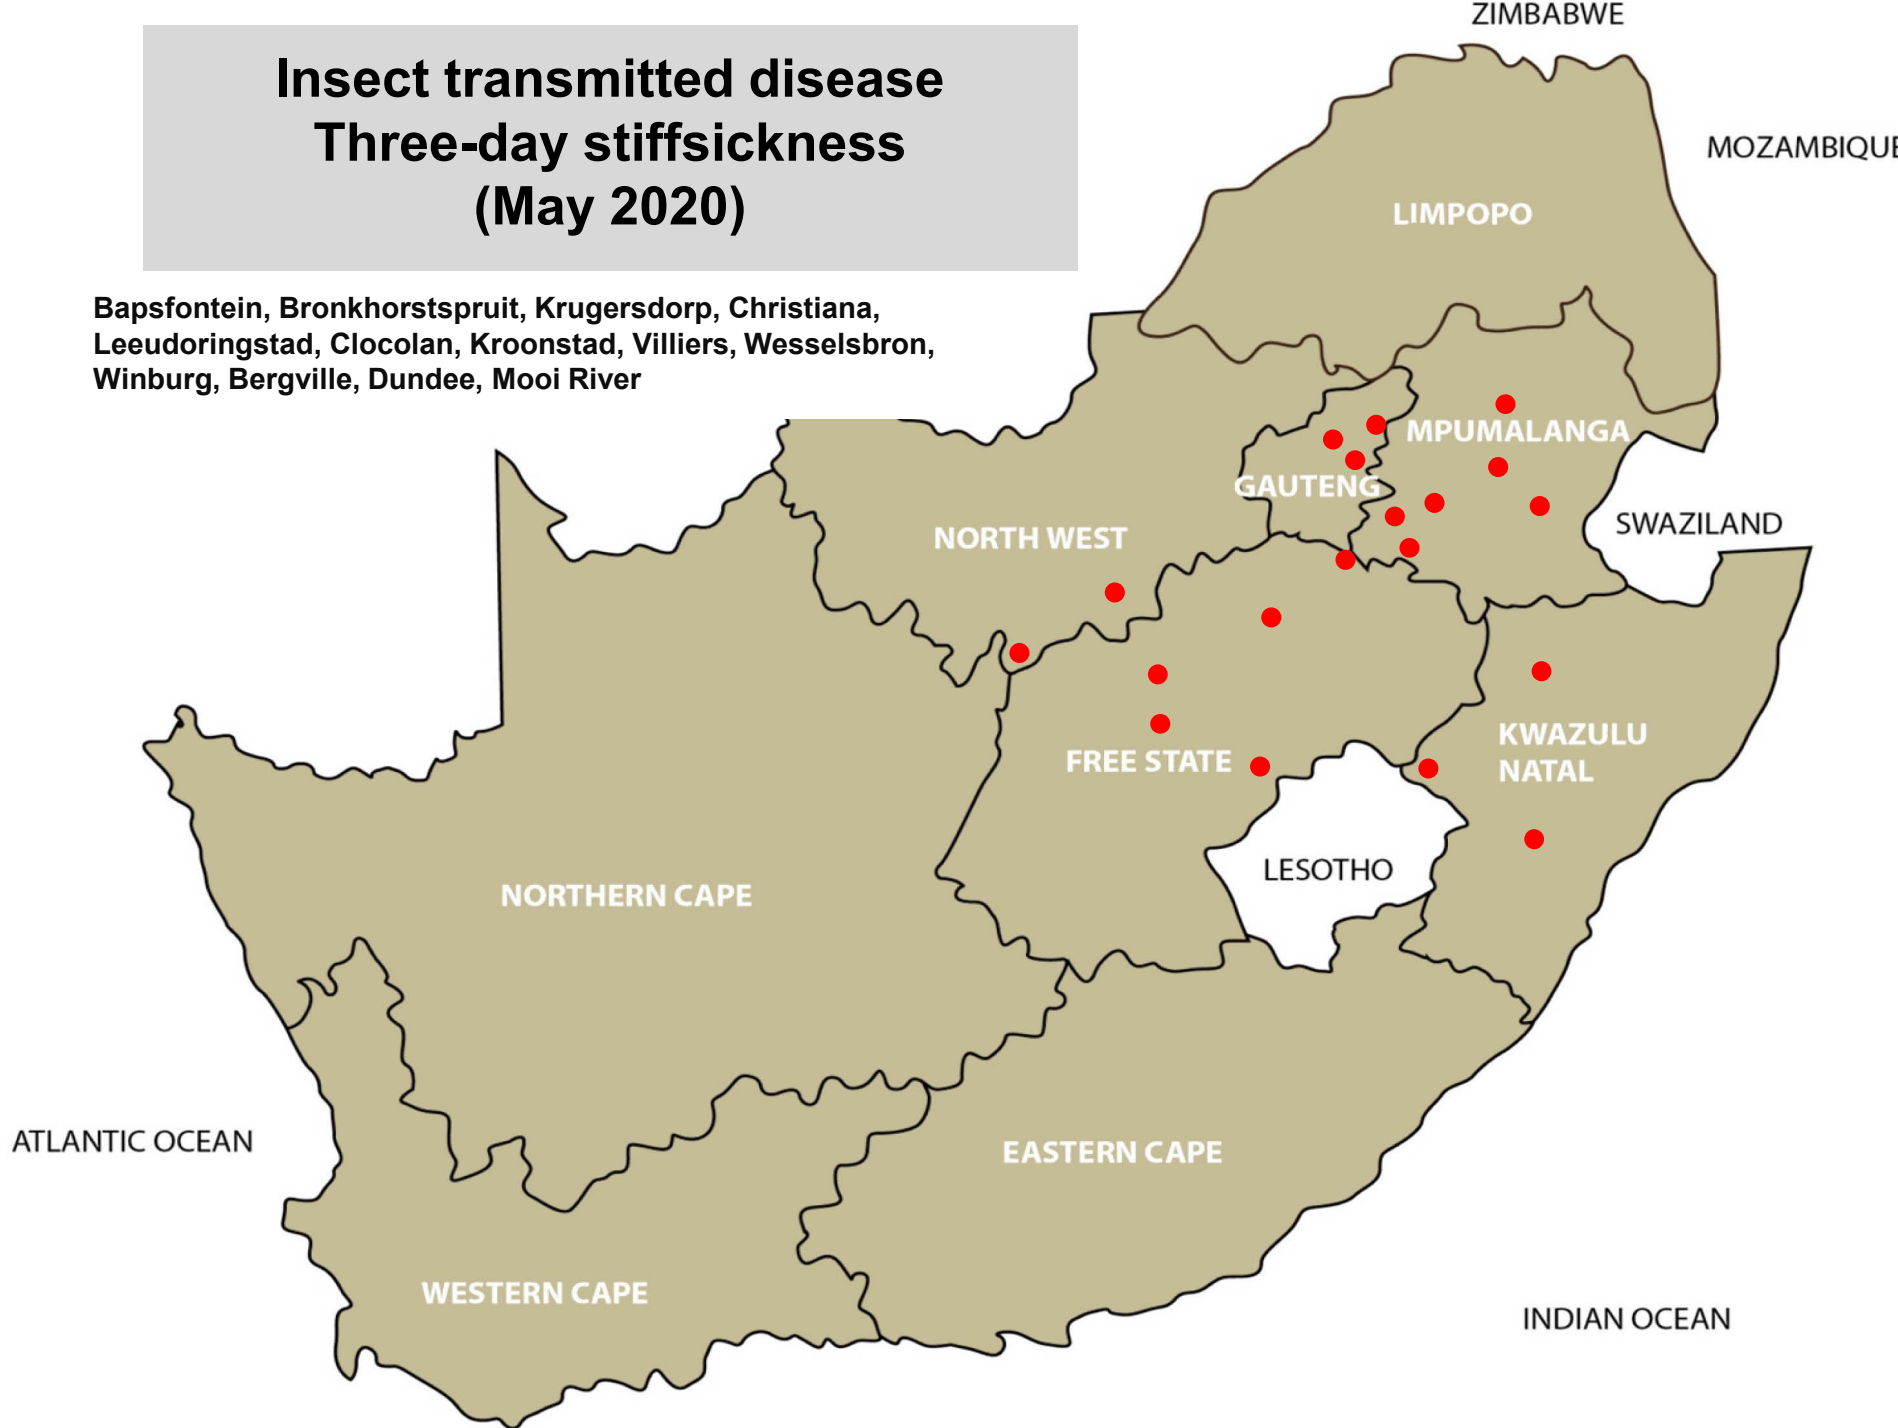 Insect transmitted disease
Three-day stiffsickness
(May 2020)
Bapsfontein, Bronkhorstspruit, Krugersdorp, Christiana,
Leeudoringstad, Clocolan, Kroonstad, Villiers, Wesselsbron,
Winburg, Bergville, Dundee, Mooi River
ZIMBABWE
MOZAMBIQUE
LIMPOPO
MPUMALANGA
GAUTENG
SWAZILAND
NORTH WEST
KWAZULU
NATAL
FREE STATE
LESOTHO
NORTHERN CAPE
ATLANTIC OCEAN
EASTERN CAPE
WESTERN CAPE
INDIAN OCEAN